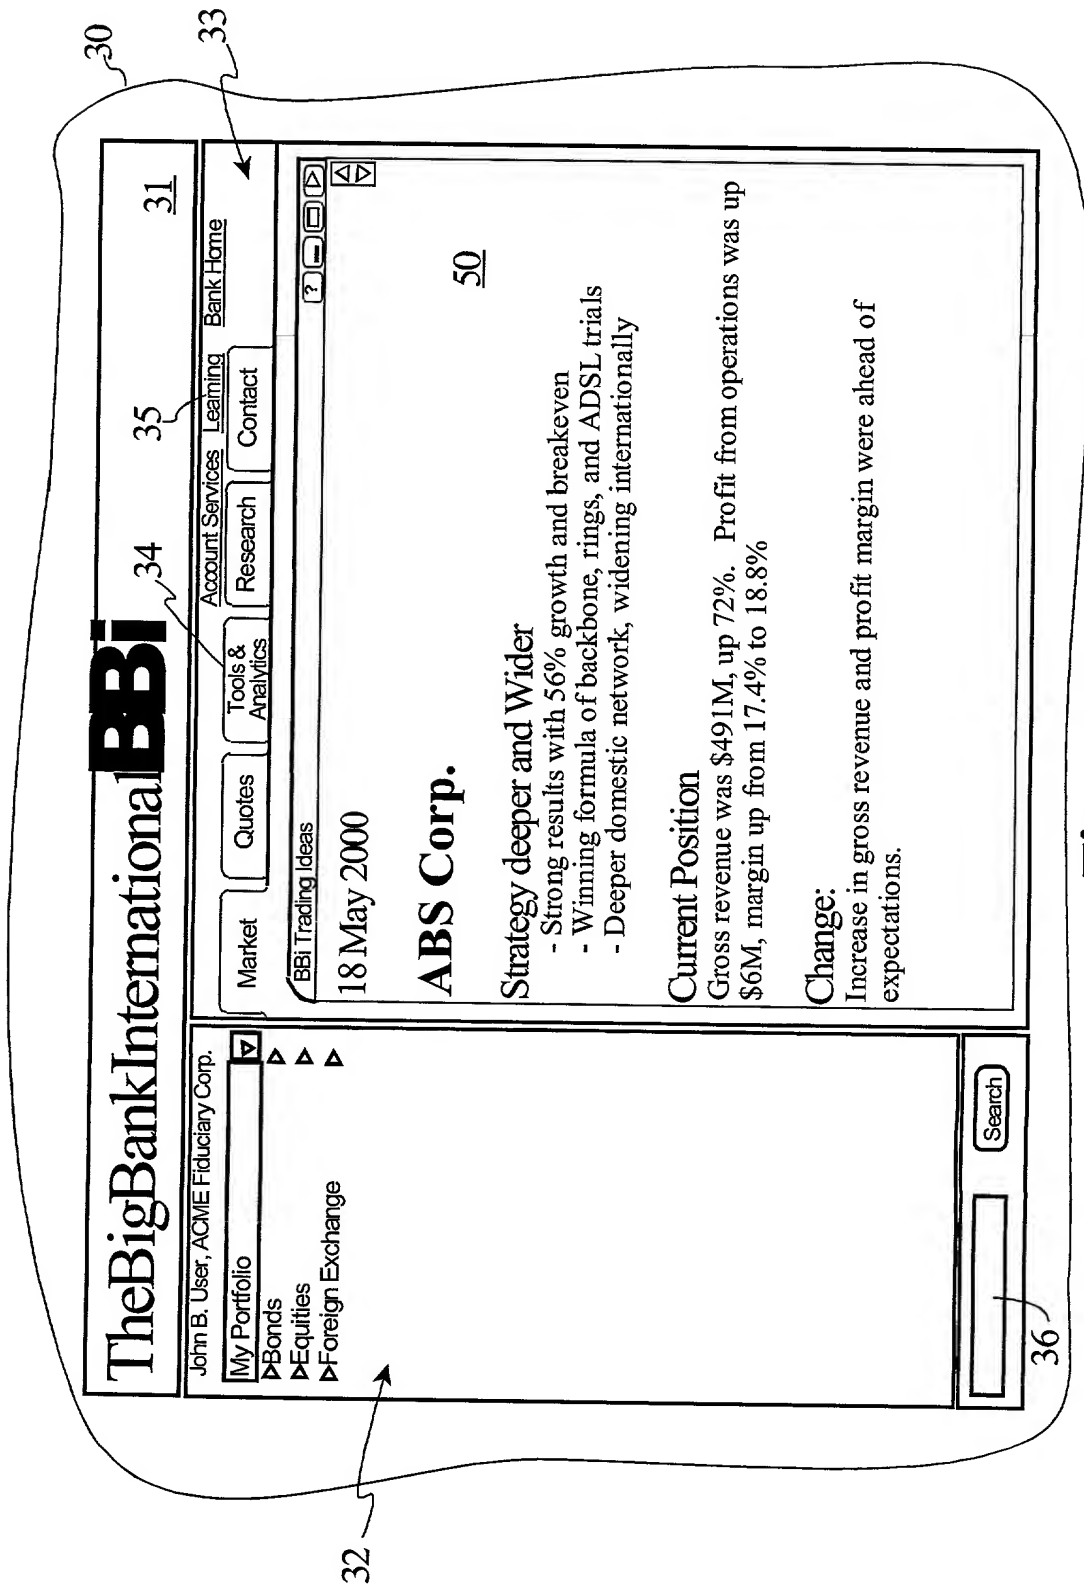 30
TheBigBankInternational BBi
31
33
34
35
John B. User, ACME Fiduciary Corp.
My Portfolio
Bonds
Equities
Foreign Exchange
32
Search
36
Account Services Learning Bank Home
Market Quotes Tools & Analytics Research Contact
BBi Trading Ideas ?
18 May 2000
ABS Corp.
50
Strategy deeper and Wider
- Strong results with 56% growth and breakeven
- Winning formula of backbone, rings, and ADSL trials
- Deeper domestic network, widening internationally
Current Position
Gross revenue was $491M, up 72%. Profit from operations was up
$6M, margin up from 17.4% to 18.8%
Change:
Increase in gross revenue and profit margin were ahead of
expectations.